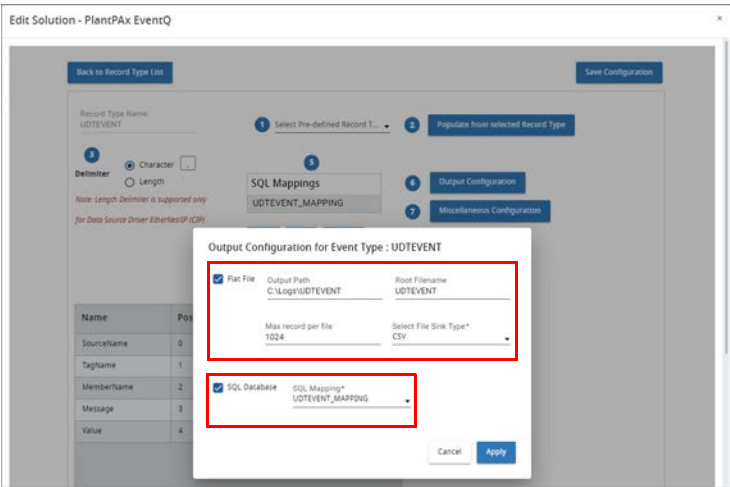 Edit Solution - PlantPAx EventQ
×
Back to Record Type List
Save Configuration
Record Type Name
UDTEVENT
1 Select Pre-defined Record T...
2 Populate from selected Record Type
3
Delimiter
Character ,
Length
Note: Length Delimiter is supported only
for Data Source Driver EtherNet/IP (CIP)
5
SQL Mappings
UDTEVENT_MAPPING
6 Output Configuration
7 Miscellaneous Configuration
Output Configuration for Event Type : UDTEVENT
Flat File
Output Path
C:\Logs\UDTEVENT
Root Filename
UDTEVENT
Max record per file
1024
Select File Sink Type*
CSV
SQL Database
SQL Mapping*
UDTEVENT_MAPPING
Cancel
Apply
Name Pos
SourceName 0
TagName 1
MemberName 2
Message 3
Value 4